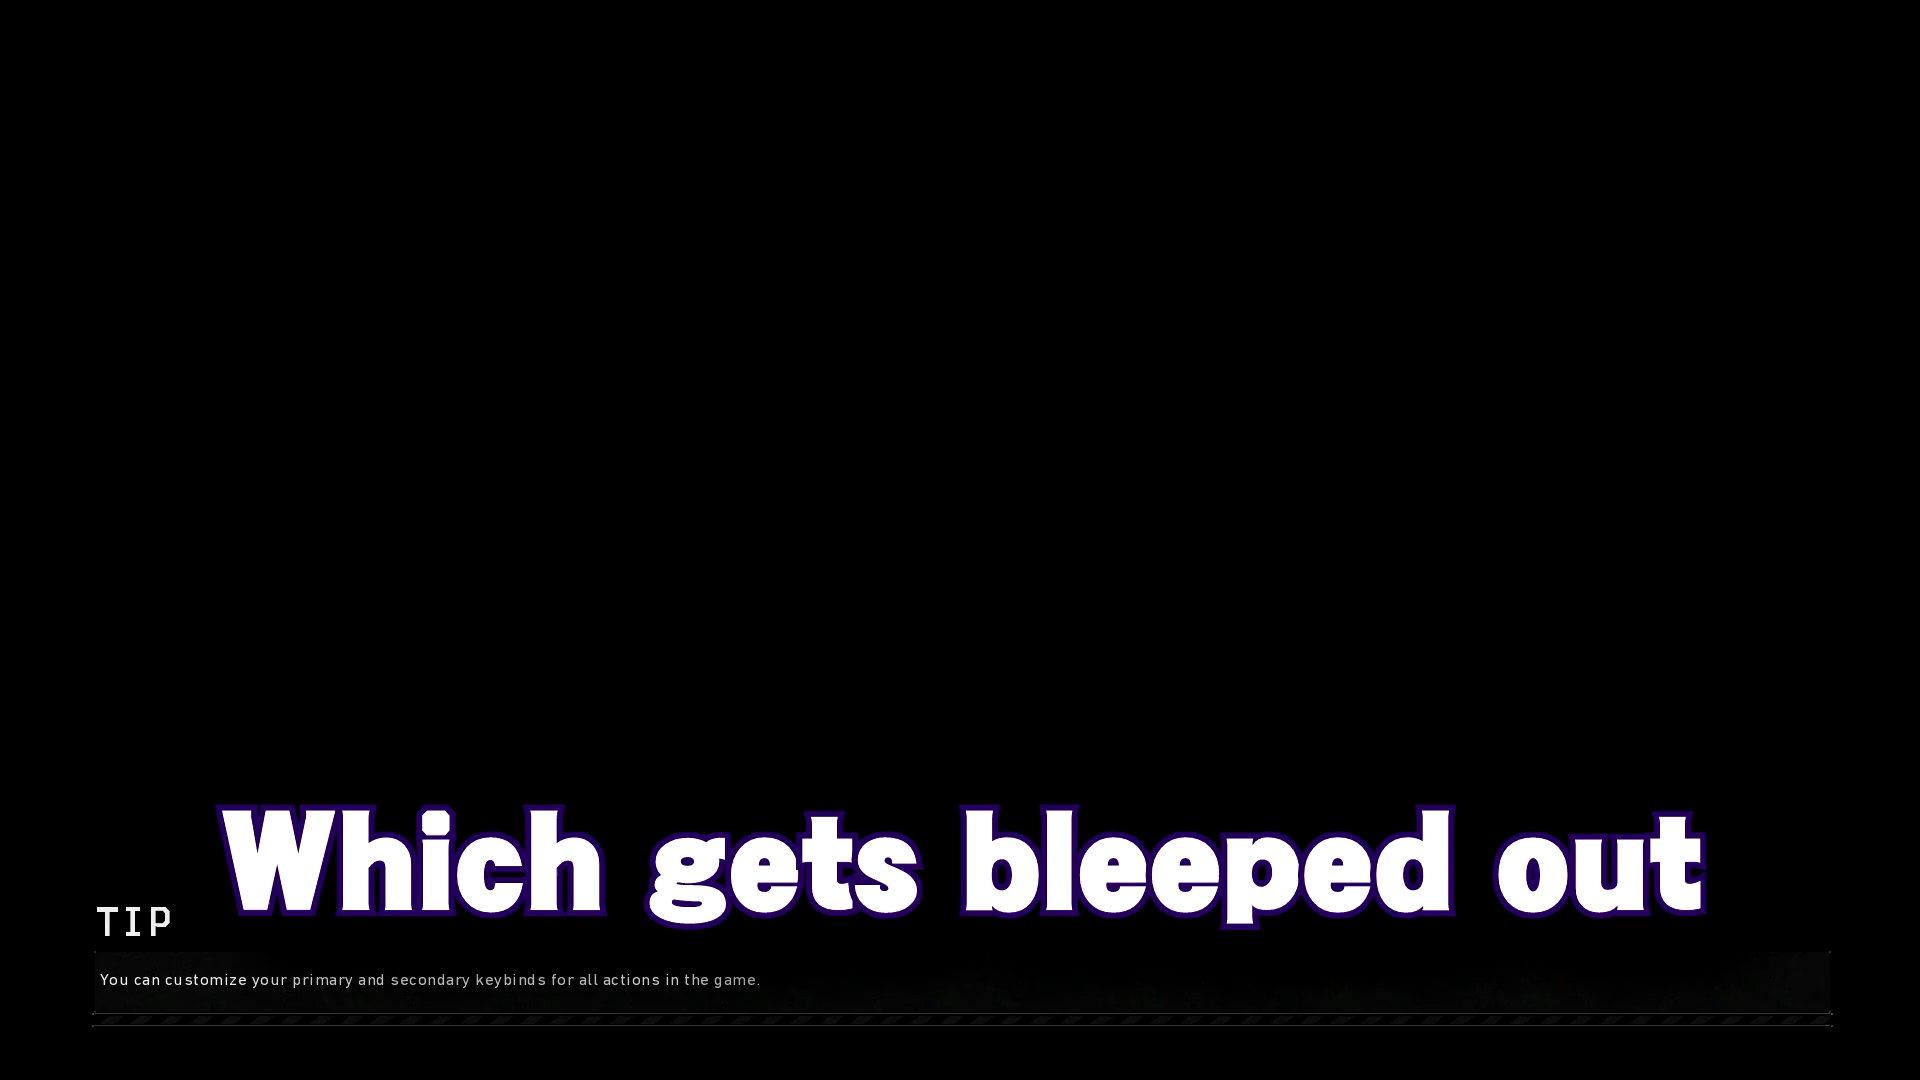 Which gets bleeped out
TIP
You can customize your primary and secondary keybinds for all actions in the game.